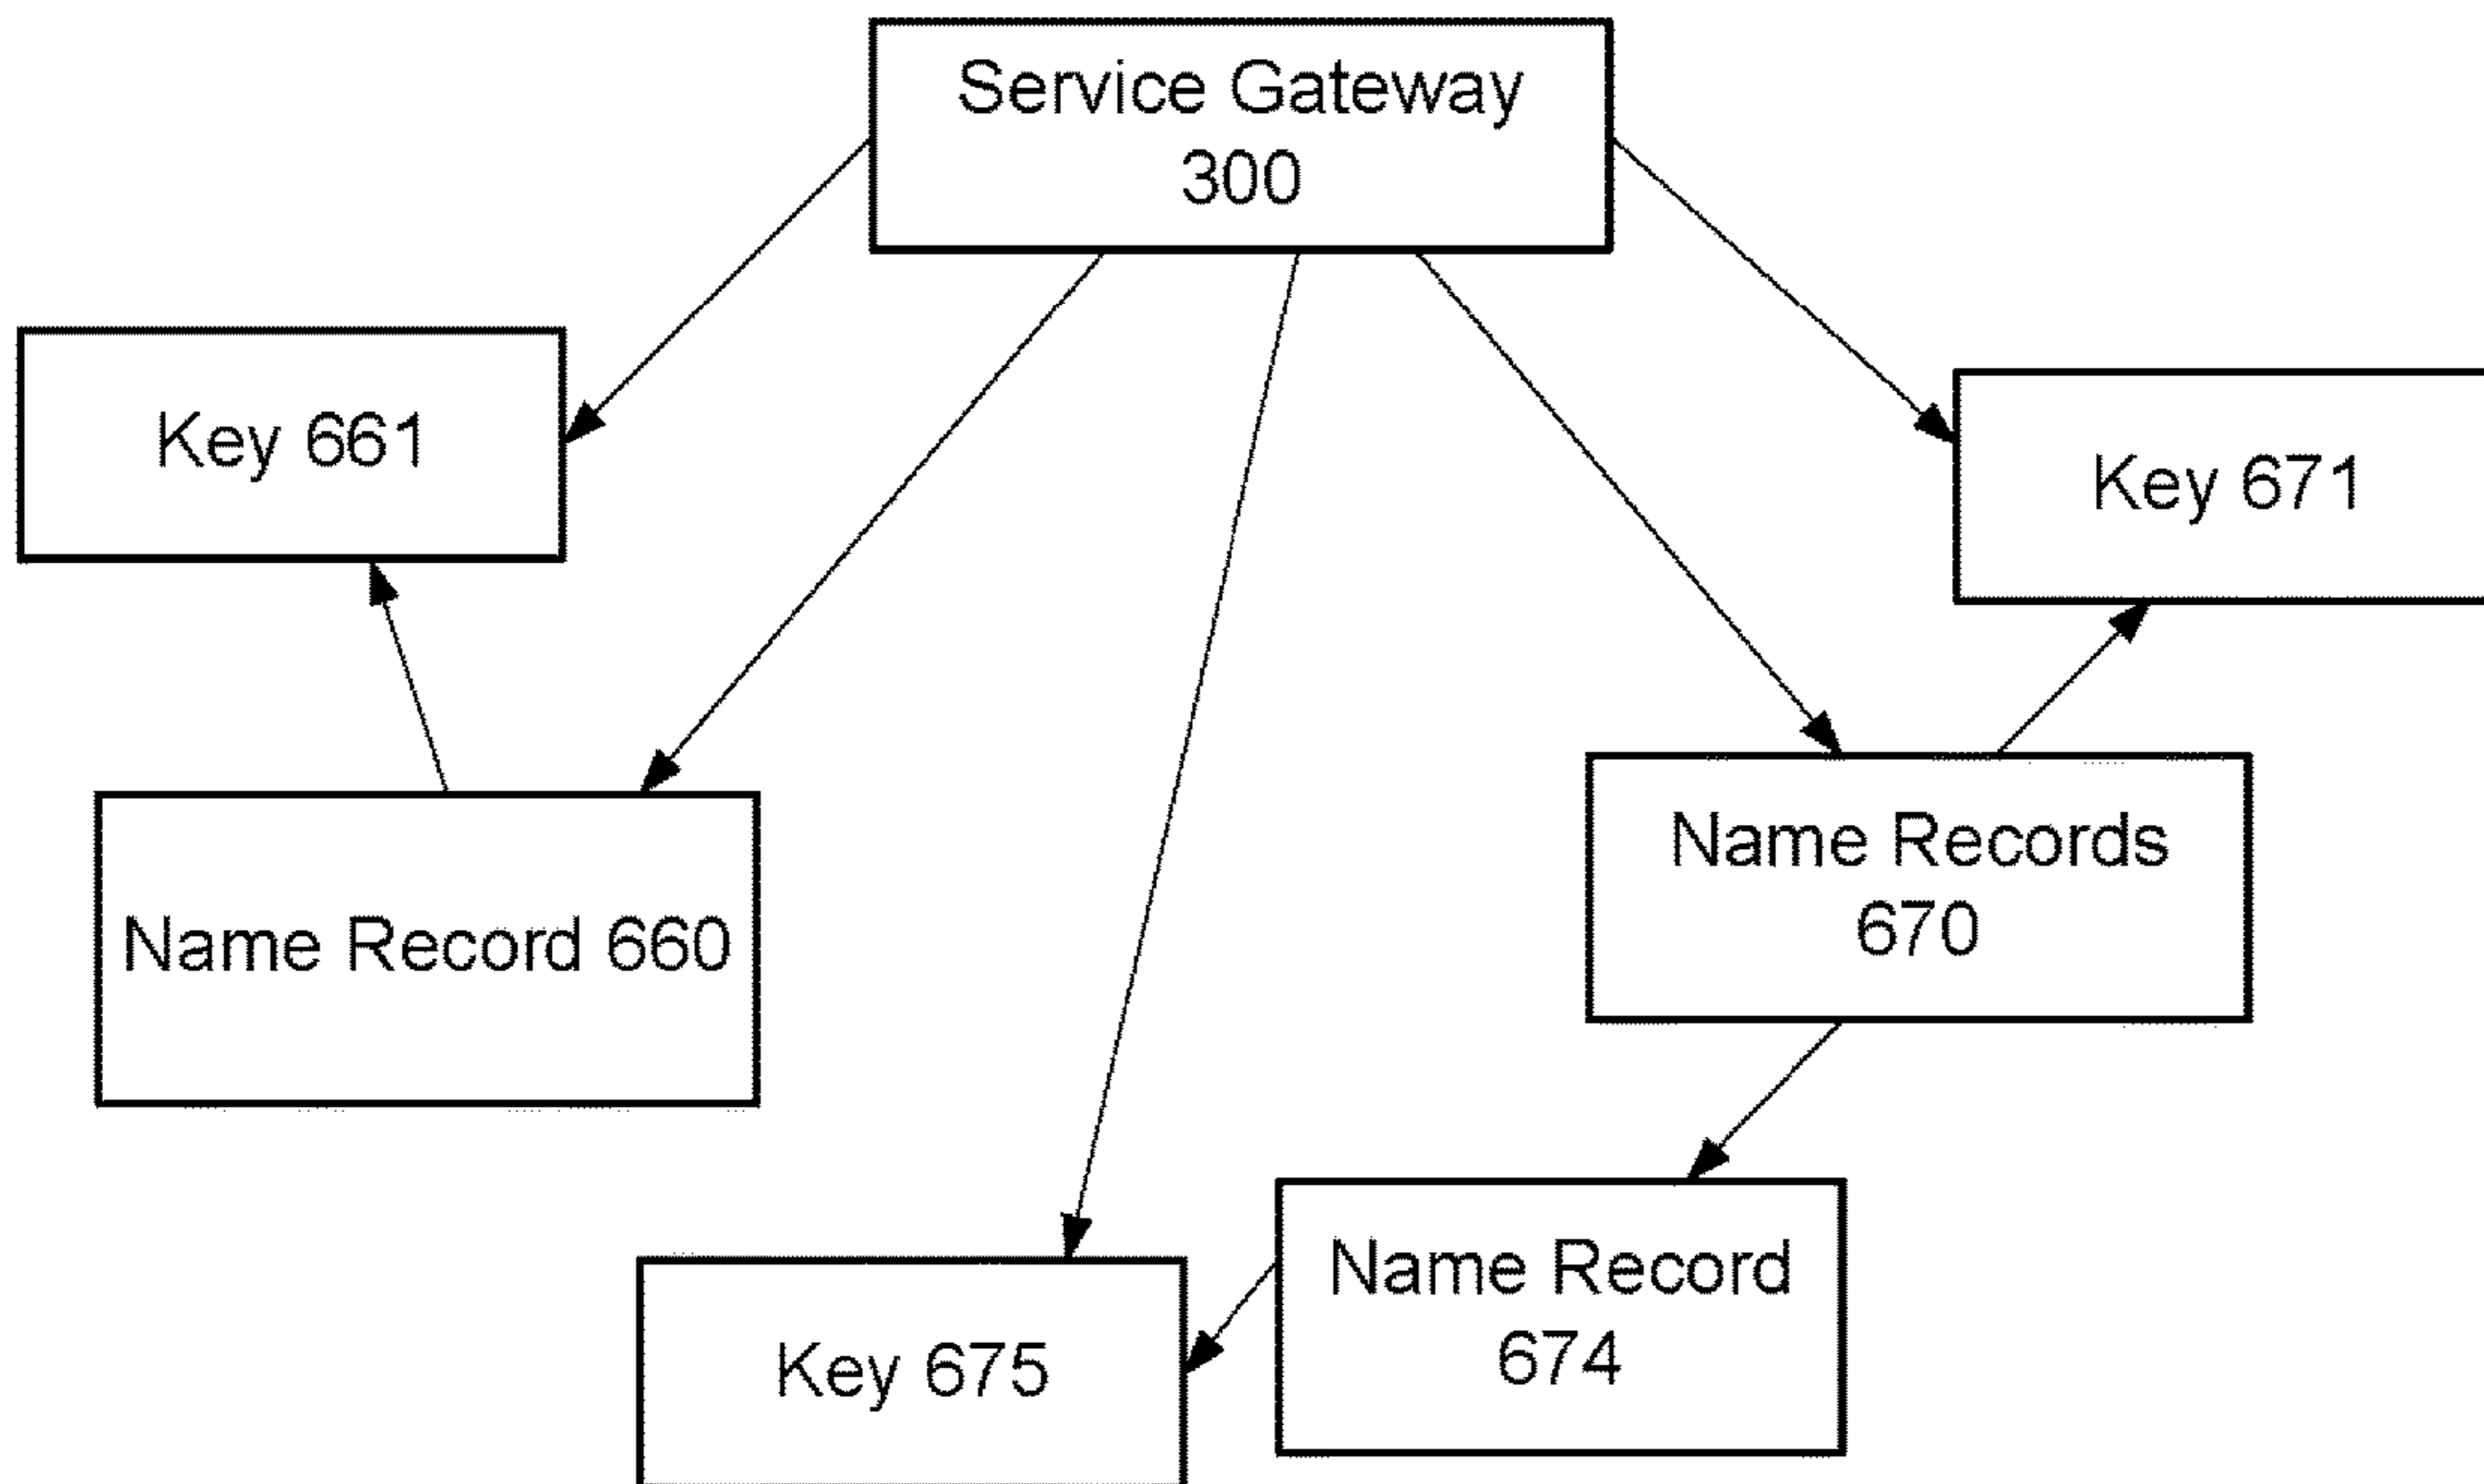 Service Gateway
300
Key 661
Key 671
Name Records
670
Name Record 660
Name Record
674
Key 675